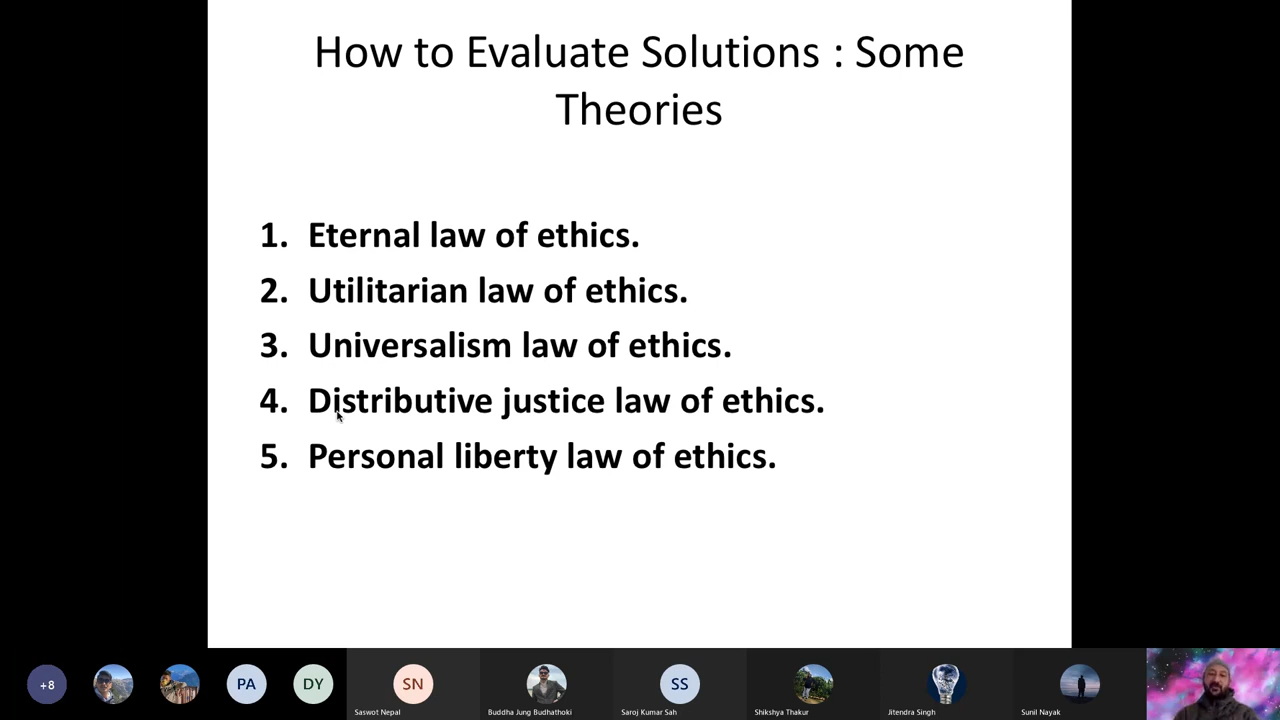 How to Evaluate Solutions : Some
Theories
1. Eternal law of ethics.
2. Utilitarian law of ethics.
3. Universalism law of ethics.
4. Distributive justice law of ethics.
5. Personal liberty law of ethics.
+8
PA
DY
SN
SS
Saswot Nepal
Buddha Jung Budhathoki
Saroj Kumar Sah
Shikshya Thakur
Jitendra Singh
Sunil Nayak